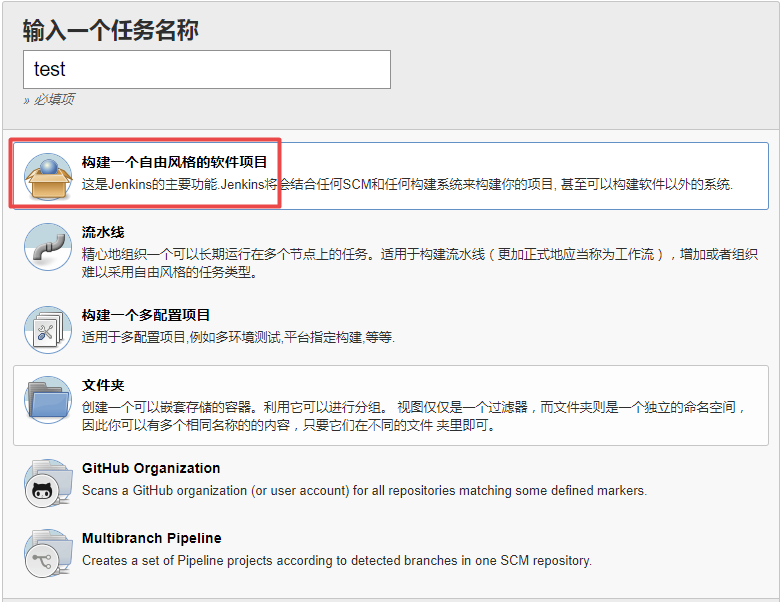 输入一个任务名称
test
» 必填项
构建一个自由风格的软件项目
这是Jenkins的主要功能.Jenkins将会结合任何SCM和任何构建系统来构建你的项目, 甚至可以构建软件以外的系统.
流水线
精心地组织一个可以长期运行在多个节点上的任务。适用于构建流水线（更加正式地应当称为工作流），增加或者组织
难以采用自由风格的任务类型。
构建一个多配置项目
适用于多配置项目,例如多环境测试,平台指定构建,等等.
文件夹
创建一个可以嵌套存储的容器。利用它可以进行分组。 视图仅仅是一个过滤器，而文件夹则是一个独立的命名空间，
因此你可以有多个相同名称的的内容，只要它们在不同的文件 夹里即可。
GitHub Organization
Scans a GitHub organization (or user account) for all repositories matching some defined markers.
Multibranch Pipeline
Creates a set of Pipeline projects according to detected branches in one SCM repository.